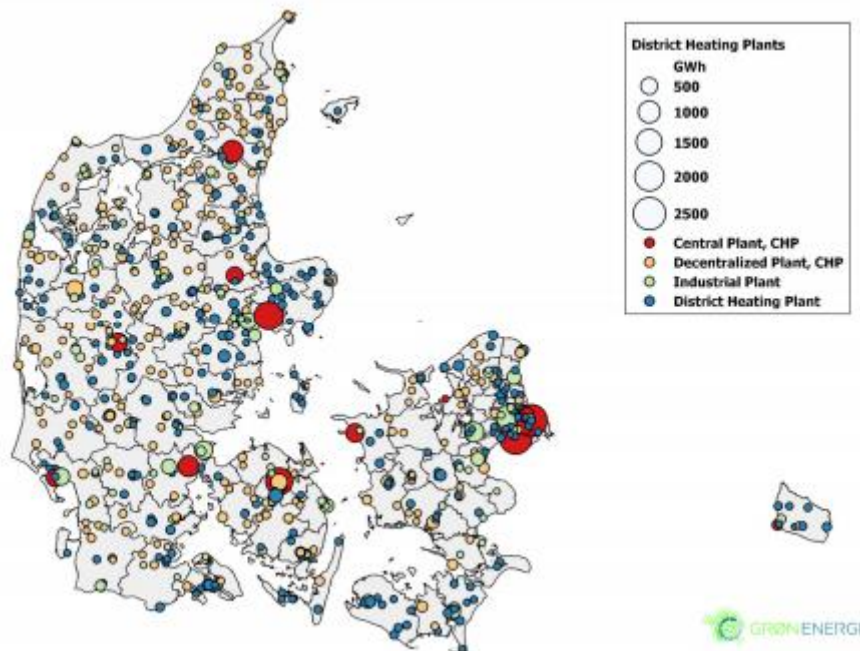 District Heating Plants
GWh
500
1000
1500
2000
2500
Central Plant, CHP
Decentralized Plant, CHP
Industrial Plant
District Heating Plant
GRØNENERGI